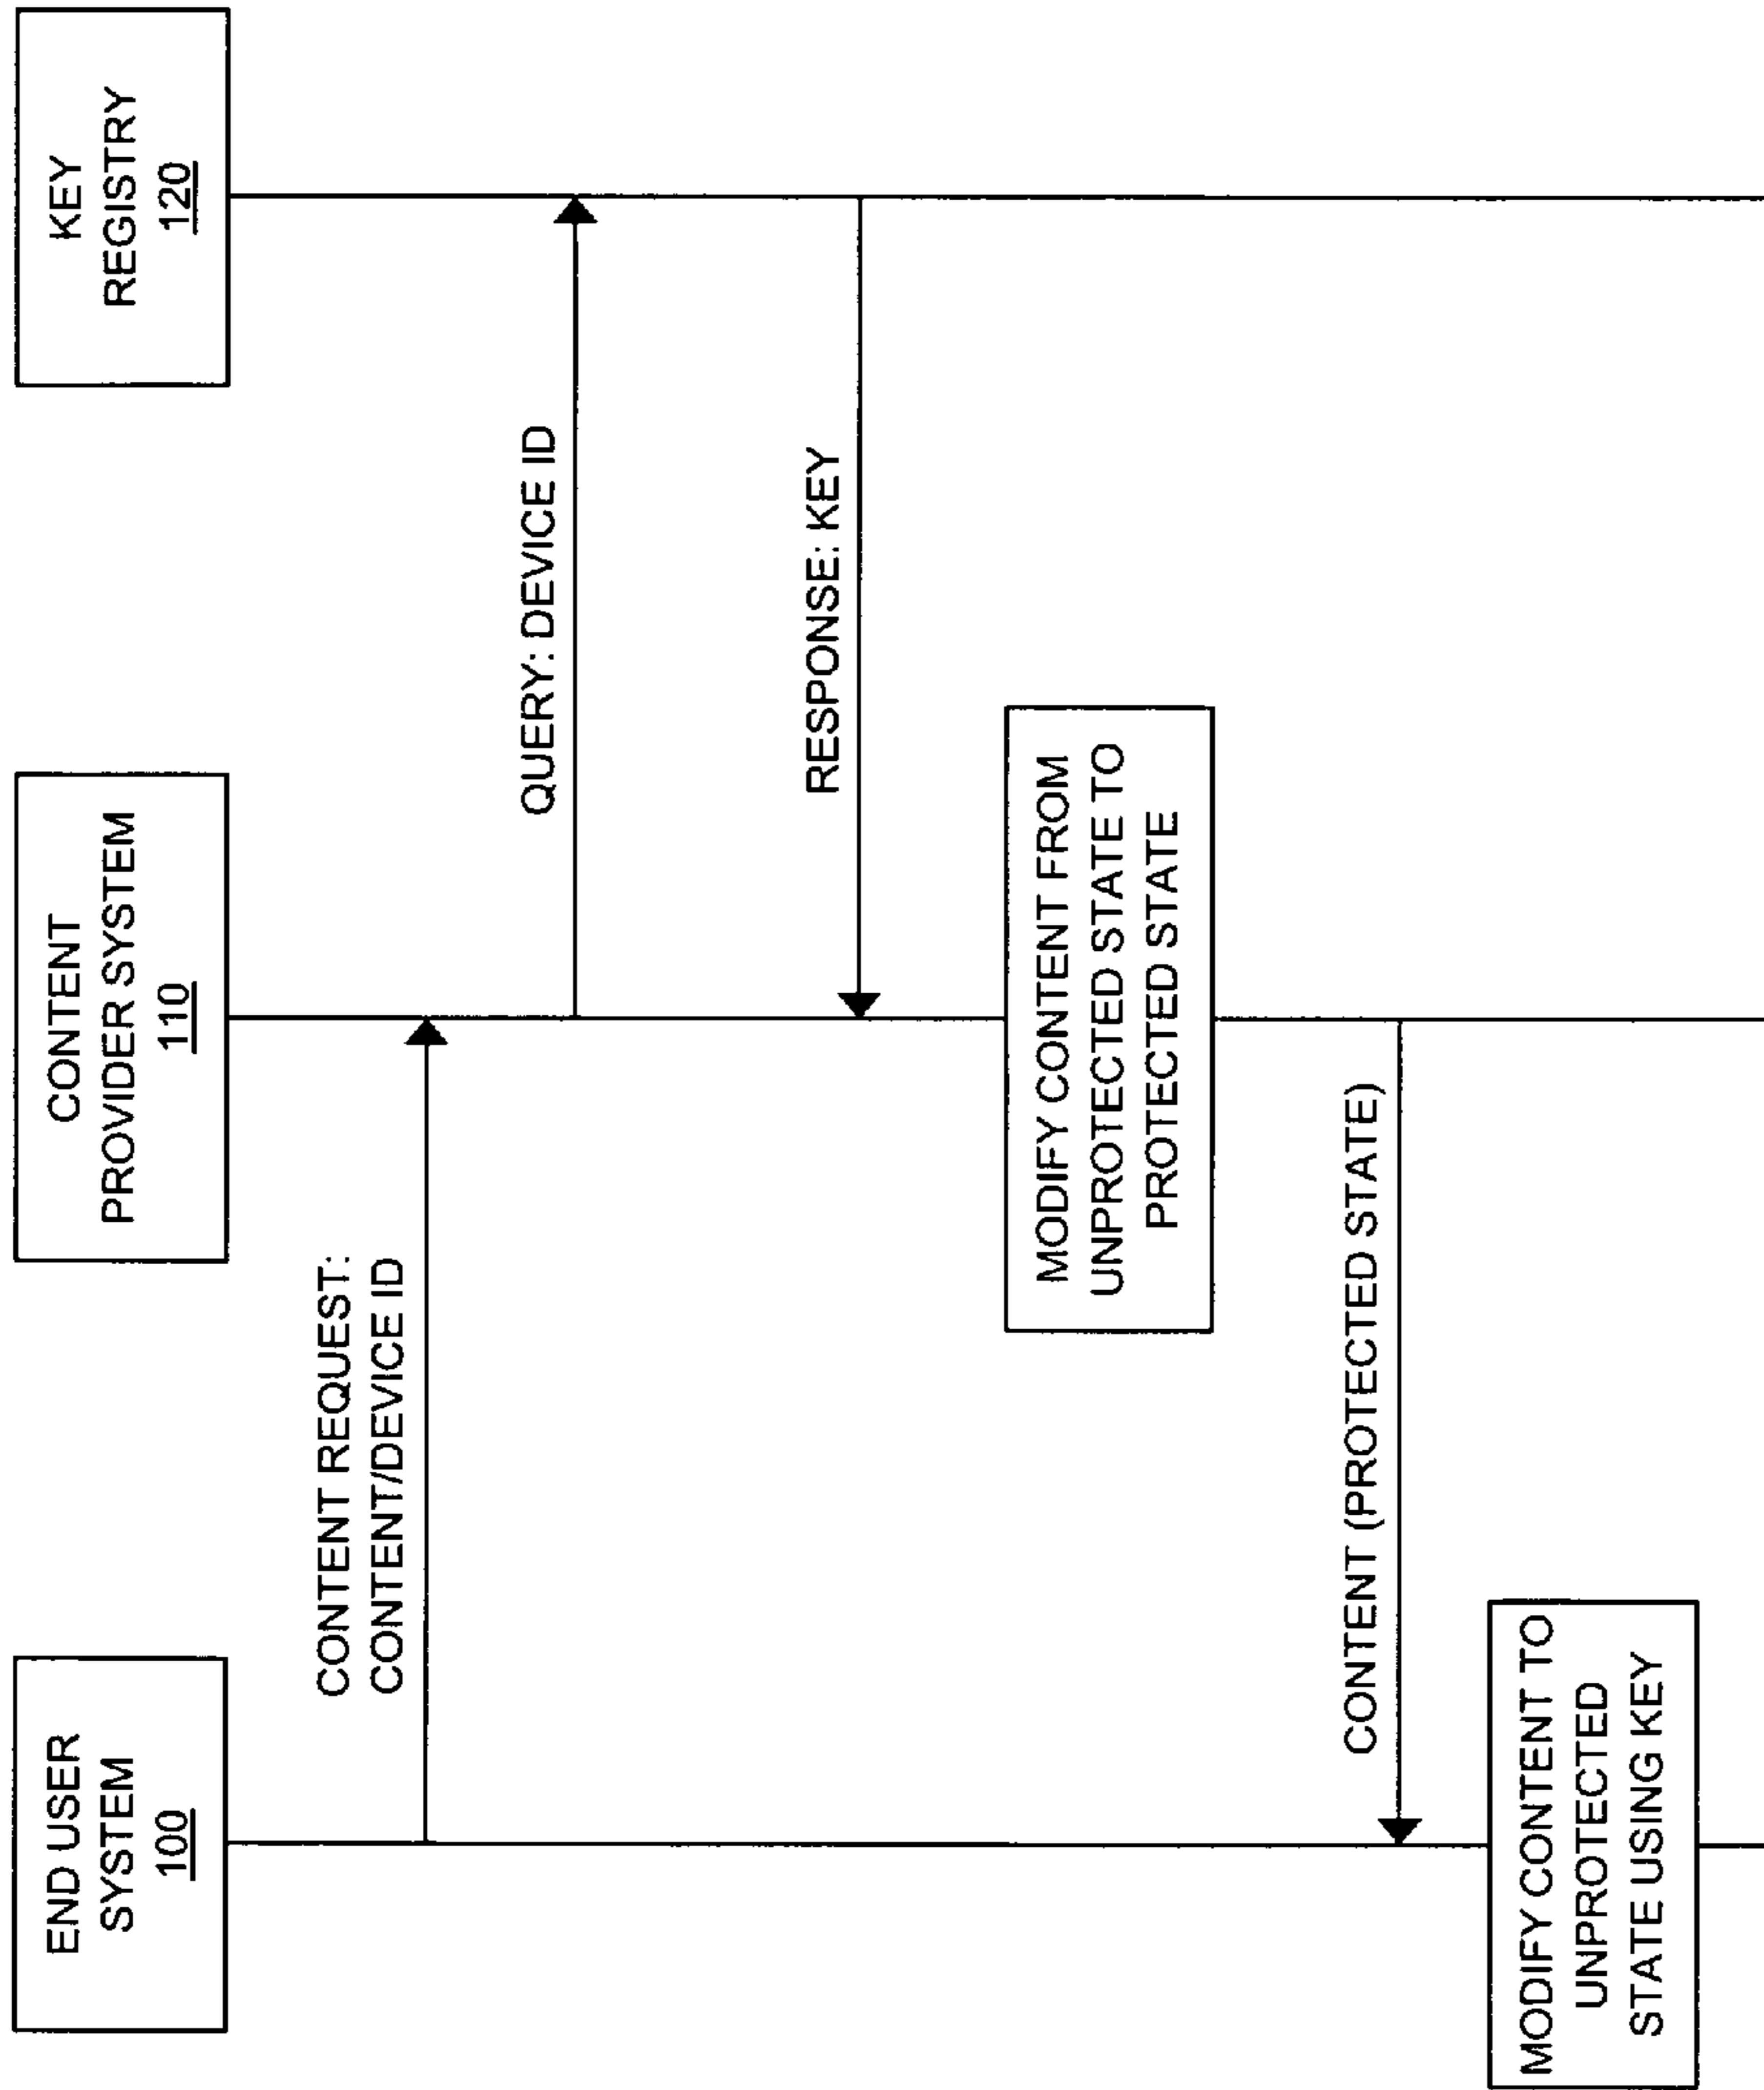 END USER
SYSTEM
100
CONTENT
PROVIDER SYSTEM
110
KEY
REGISTRY
120
CONTENT REQUEST:
CONTENT/DEVICE ID
QUERY: DEVICE ID
RESPONSE: KEY
MODIFY CONTENT FROM
UNPROTECTED STATE TO
PROTECTED STATE
CONTENT (PROTECTED STATE)
MODIFY CONTENT TO
UNPROTECTED
STATE USING KEY